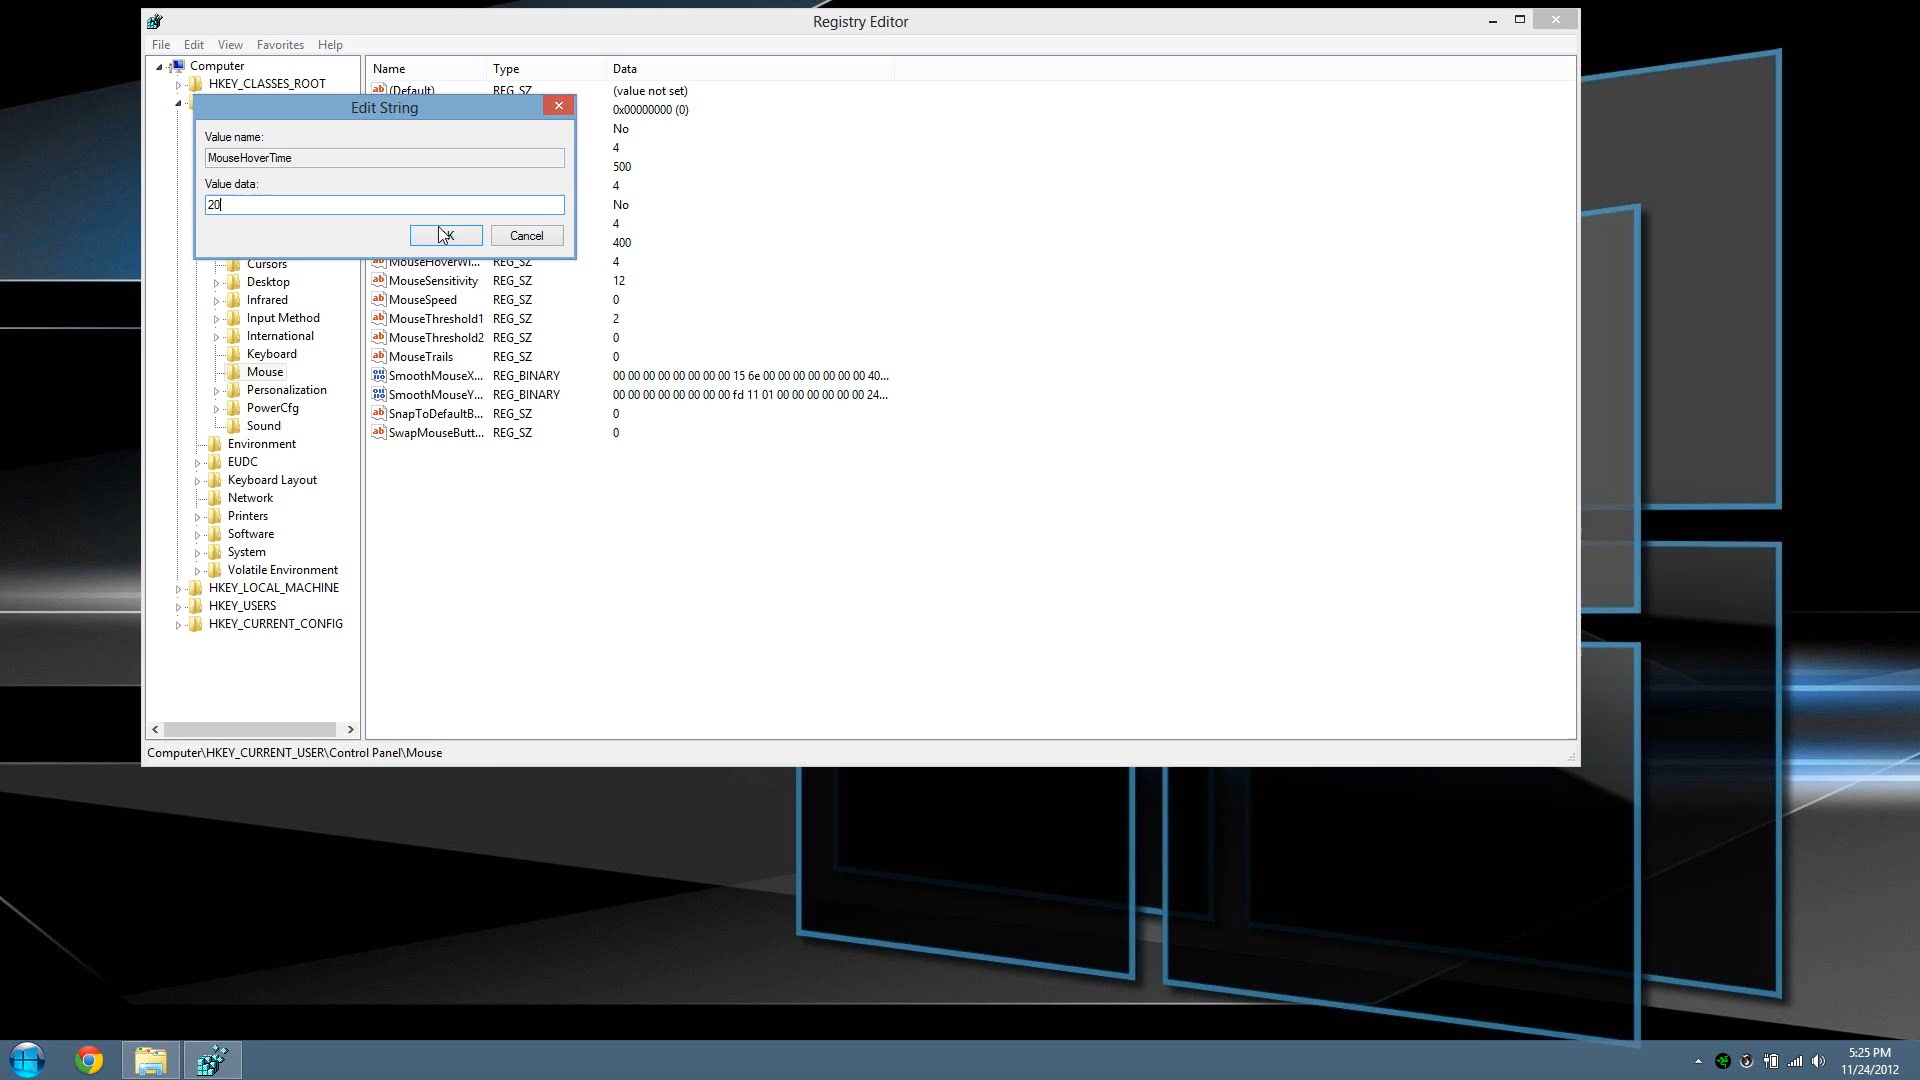 Registry Editor
File Edit View Favorites Help
Computer
HKEY_CLASSES_ROOT
Edit String
Value name:
MouseHoverTime
Value data:
20
Cancel
Cursors
Desktop
Infrared
Input Method
International
Keyboard
Mouse
Personalization
PowerCfg
Sound
Environment
EUDC
Keyboard Layout
Network
Printers
Software
System
Volatile Environment
HKEY_LOCAL_MACHINE
HKEY_USERS
HKEY_CURRENT_CONFIG
Name Type Data
(Default) REG_SZ (value not set)
0x00000000 (0)
No
4
500
4
No
4
400
MouseHoverWi... REG_SZ 4
MouseSensitivity REG_SZ 12
MouseSpeed REG_SZ 0
MouseThreshold1 REG_SZ 2
MouseThreshold2 REG_SZ 0
MouseTrails REG_SZ 0
SmoothMouseX... REG_BINARY 00 00 00 00 00 00 00 00 15 6e 00 00 00 00 00 00 00 40...
SmoothMouseY... REG_BINARY 00 00 00 00 00 00 00 00 fd 11 01 00 00 00 00 00 00 24...
SnapToDefaultB... REG_SZ 0
SwapMouseButt... REG_SZ 0
Computer\HKEY_CURRENT_USER\Control Panel\Mouse
5:25 PM
11/24/2012